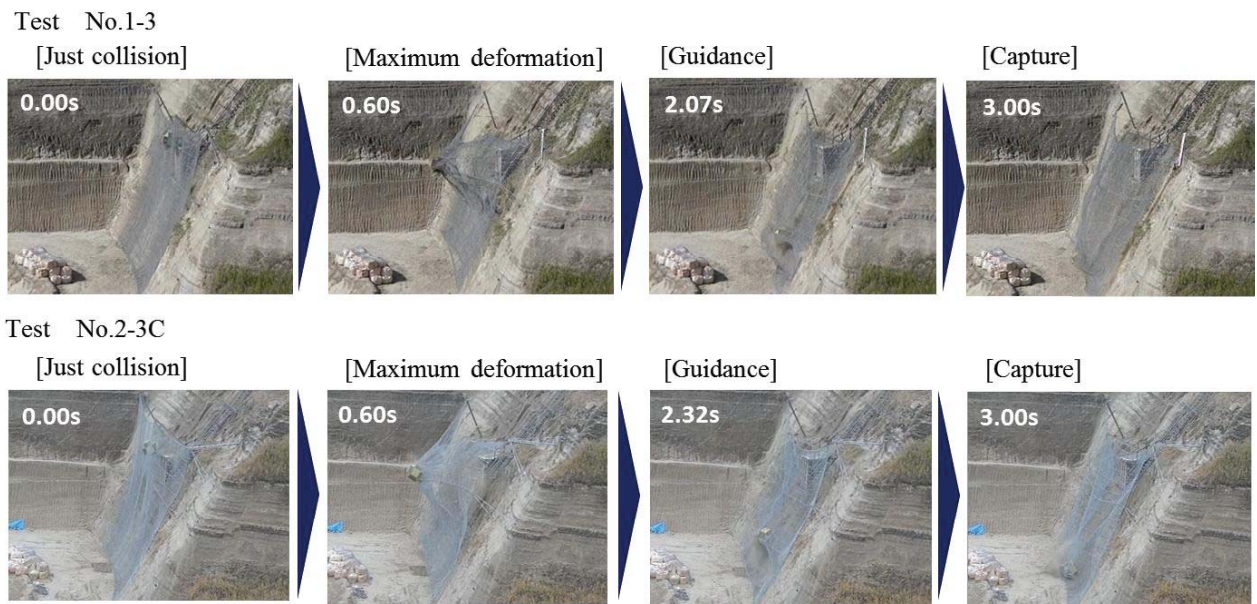 Test No.1-3
[Just collision] [Maximum deformation] [Guidance] [Capture]
0.00s 0.60s 2.07s 3.00s
Test No.2-3C
[Just collision] [Maximum deformation] [Guidance] [Capture]
0.00s 0.60s 2.32s 3.00s